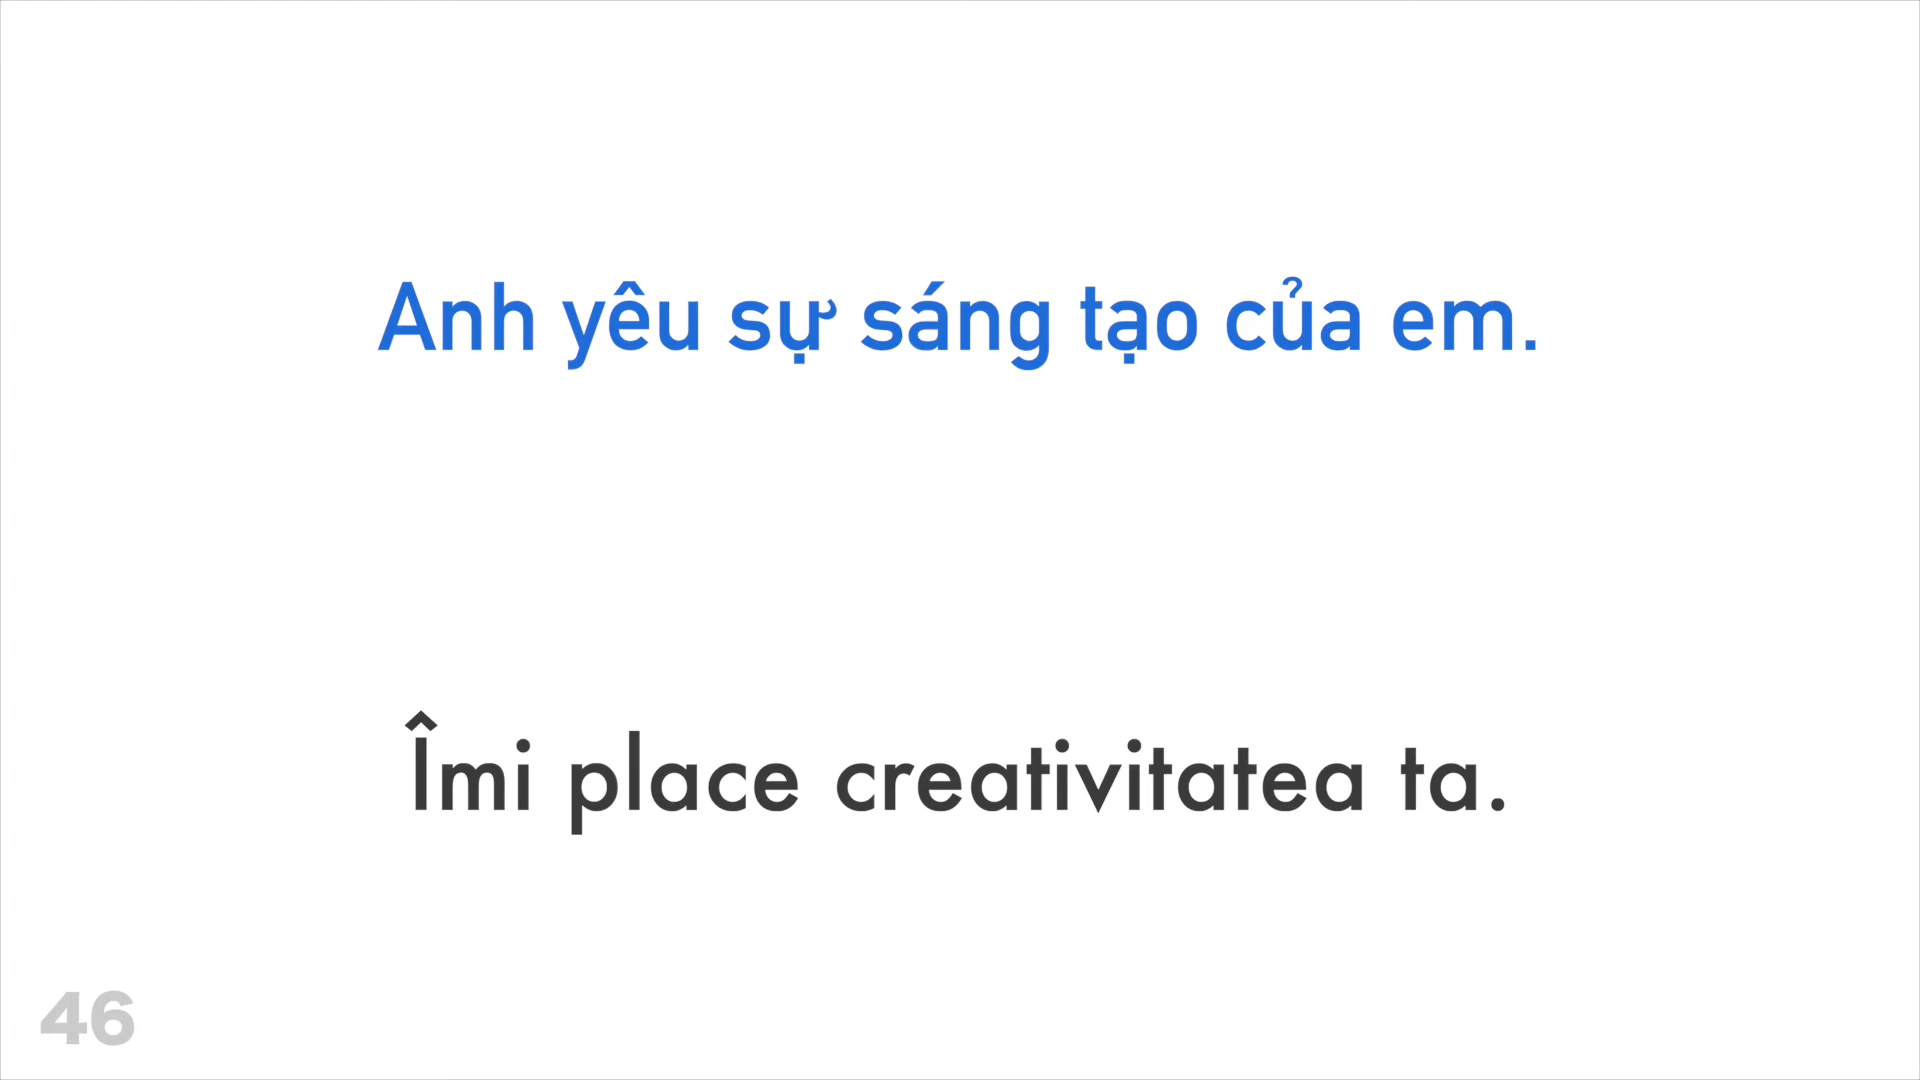 Anh yêu sự sáng tạo của em.
Îmi place creativitatea ta.
46